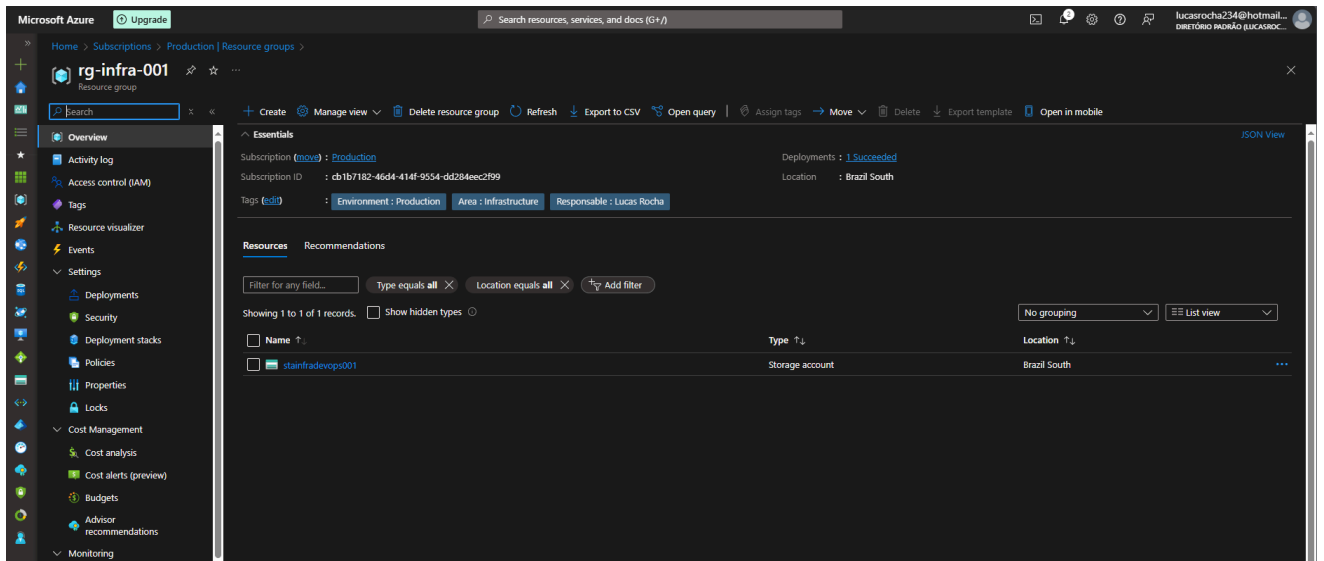 Microsoft Azure Upgrade Search resources, services, and docs (G+/) 2 lucasrocha234@hotmail...
DIRETÓRIO PADRÃO (LUCASROC...
Home > Subscriptions > Production | Resource groups >
rg-infra-001 ...
Resource group
Search
Create Manage view Delete resource group Refresh Export to CSV Open query | Assign tags Move Delete Export template Open in mobile
Overview
Activity log
Access control (IAM)
Tags
Resource visualizer
Events
Settings
Deployments
Security
Deployment stacks
Policies
Properties
Locks
Cost Management
Cost analysis
Cost alerts (preview)
Budgets
Advisor
recommendations
Monitoring
Essentials JSON View
Subscription (move) : Production Deployments : 1 Succeeded
Subscription ID : cb1b7182-46d4-414f-9554-dd284eec2f99 Location : Brazil South
Tags (edit) : Environment : Production Area : Infrastructure Responsable : Lucas Rocha
Resources Recommendations
Filter for any field... Type equals all Location equals all Add filter
Showing 1 to 1 of 1 records. Show hidden types No grouping List view
Name Type Location
stainfradevops001 Storage account Brazil South ...